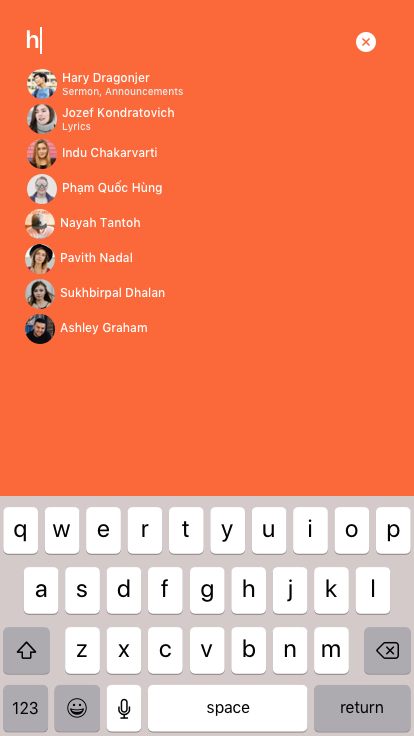 h
Hary Dragonjer
Sermon, Announcements
Jozef Kondratovich
Lyrics
Indu Chakarvarti
Phạm Quốc Hùng
Nayah Tantoh
Pavith Nadal
Sukhbirpal Dhalan
Ashley Graham
q w e r t y u i o p
a s d f g h j k l
z x c v b n m
123 space return